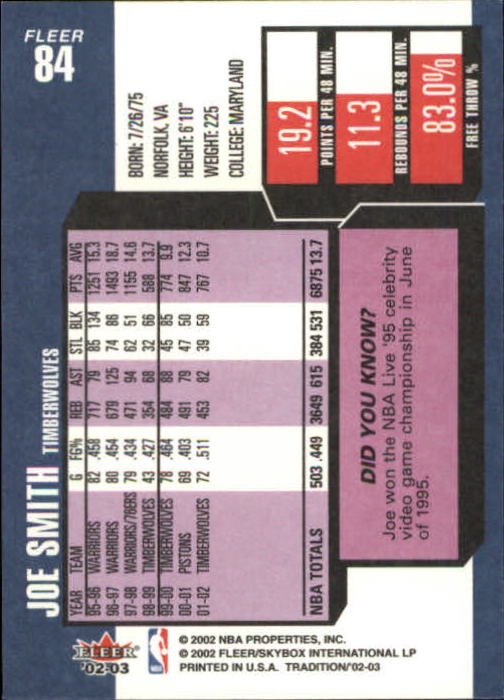 FLEER
84
JOE SMITH TIMBERWOLVES
BORN: 7/26/75
NORFOLK, VA
HEIGHT: 6'10"
WEIGHT: 225
COLLEGE: MARYLAND
19.2
POINTS PER 48 MIN.
11.3
REBOUNDS PER 48 MIN.
83.0%
FREE THROW %
YEAR TEAM G FG% REB AST STL BLK PTS AVG
95-96 WARRIORS 82 .458 717 79 85 134 1251 15.3
96-97 WARRIORS 80 .454 679 125 74 86 1493 18.7
97-98 WARRIORS/76ERS 79 .434 471 94 62 51 1155 14.6
98-99 TIMBERWOLVES 43 .427 354 68 32 66 588 13.7
99-00 TIMBERWOLVES 78 .464 484 88 45 85 774 9.9
00-01 PISTONS 69 .403 491 79 47 50 847 12.3
01-02 TIMBERWOLVES 72 .511 453 82 39 59 767 10.7
NBA TOTALS 503 .449 3649 615 384 531 6875 13.7
DID YOU KNOW?
Joe won the NBA Live '95 celebrity
video game championship in June
of 1995.
FLEER
'02-03
© 2002 NBA PROPERTIES, INC.
© 2002 FLEER/SKYBOX INTERNATIONAL LP
PRINTED IN U.S.A. TRADITION/'02-03